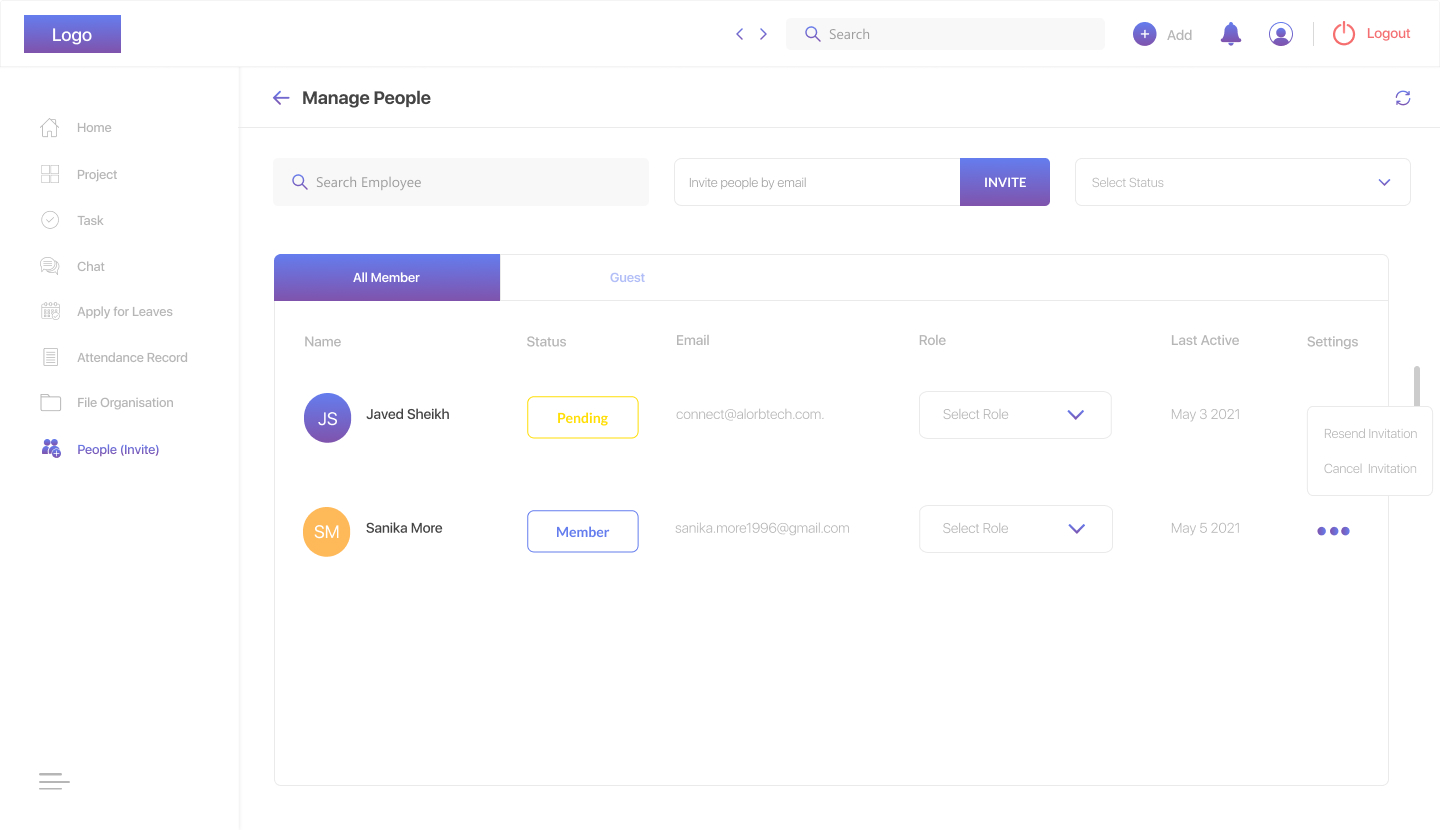 Logo
Search
Add
Logout
Manage People
Home
Project
Task
Chat
Apply for Leaves
Attendance Record
File Organisation
People (Invite)
Search Employee
Invite people by email
INVITE
Select Status
All Member
Guest
Name
Status
Email
Role
Last Active
Settings
JS
Javed Sheikh
Pending
connect@alorbtech.com.
Select Role
May 3 2021
Resend Invitation
Cancel Invitation
SM
Sanika More
Member
sanika.more1996@gmail.com
Select Role
May 5 2021